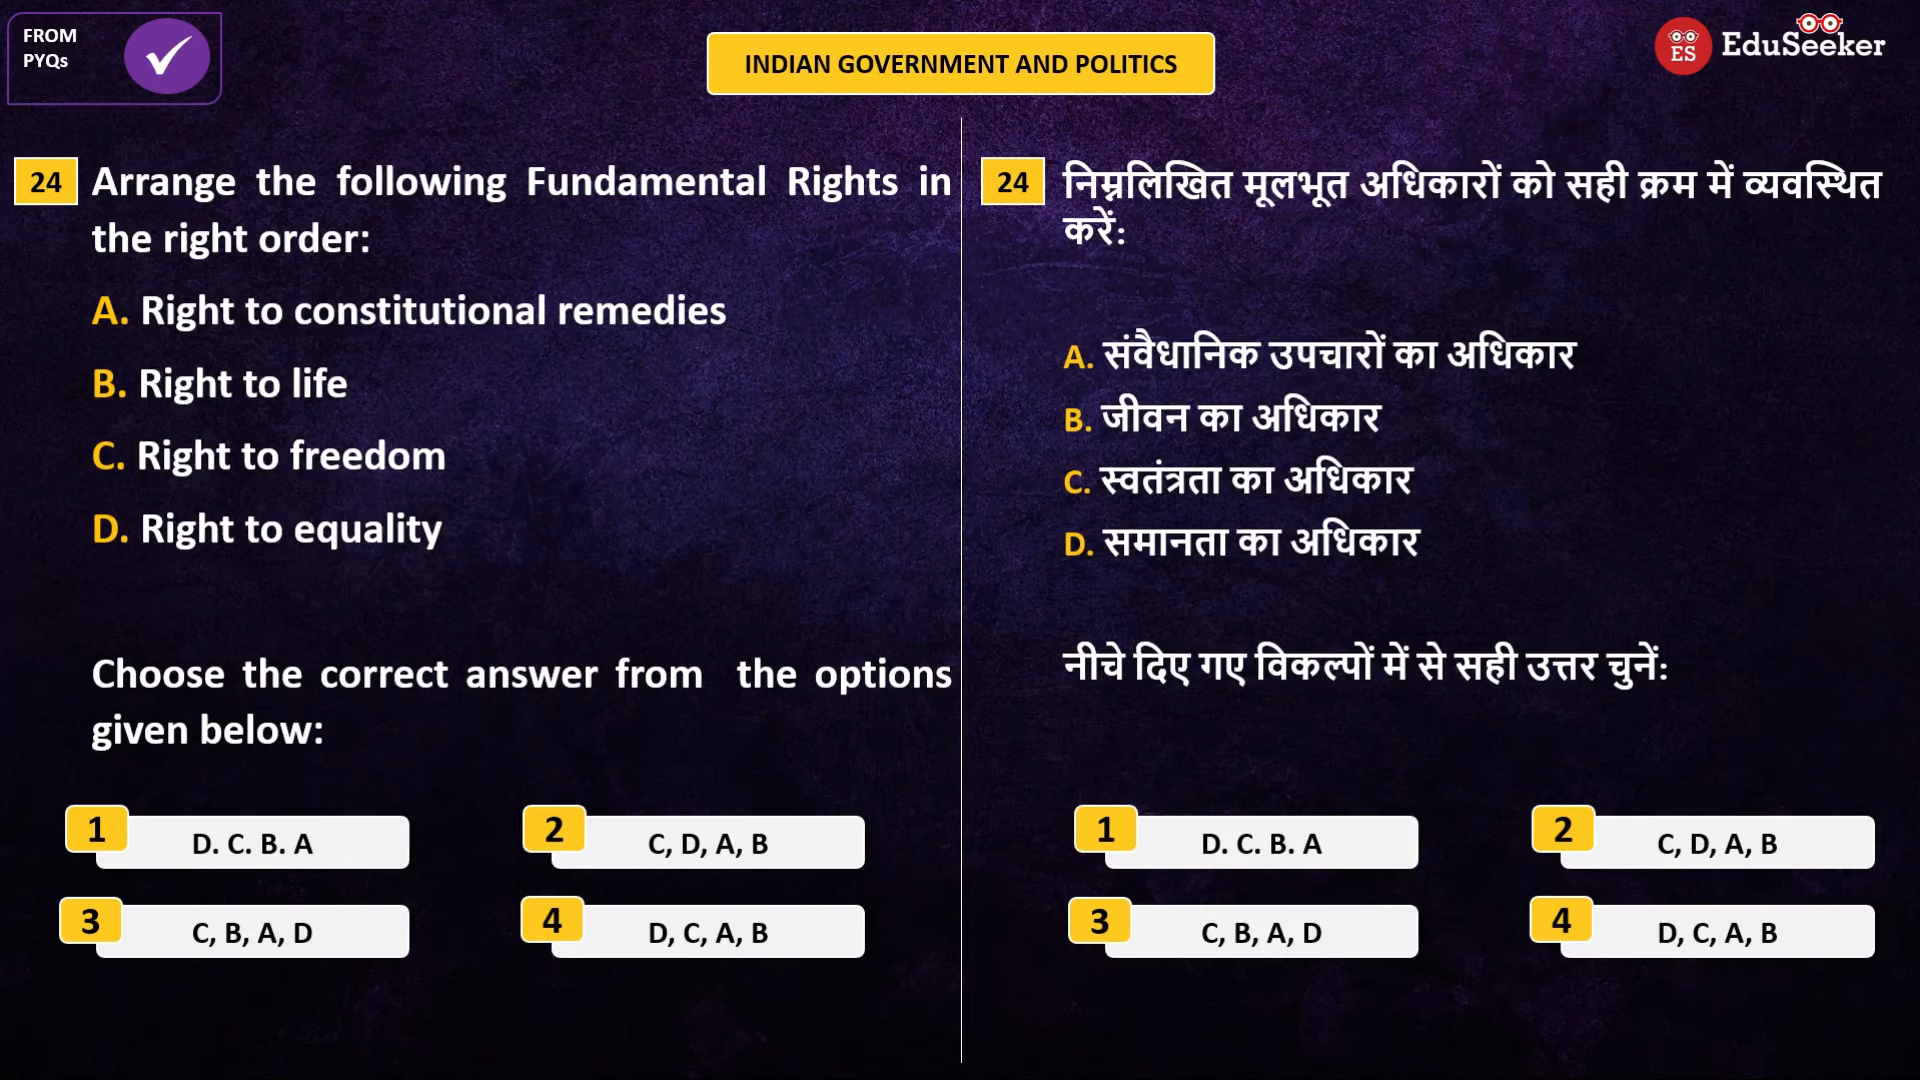 FROM
PYQs
INDIAN GOVERNMENT AND POLITICS
ES EduSeeker
24 Arrange the following Fundamental Rights in
the right order:
A. Right to constitutional remedies
B. Right to life
C. Right to freedom
D. Right to equality
Choose the correct answer from the options
given below:
1 D. C. B. A
2 C, D, A, B
3 C, B, A, D
4 D, C, A, B
24 निम्नलिखित मूलभूत अधिकारों को सही क्रम में व्यवस्थित
करें:
A. संवैधानिक उपचारों का अधिकार
B. जीवन का अधिकार
C. स्वतंत्रता का अधिकार
D. समानता का अधिकार
नीचे दिए गए विकल्पों में से सही उत्तर चुनें:
1 D. C. B. A
2 C, D, A, B
3 C, B, A, D
4 D, C, A, B